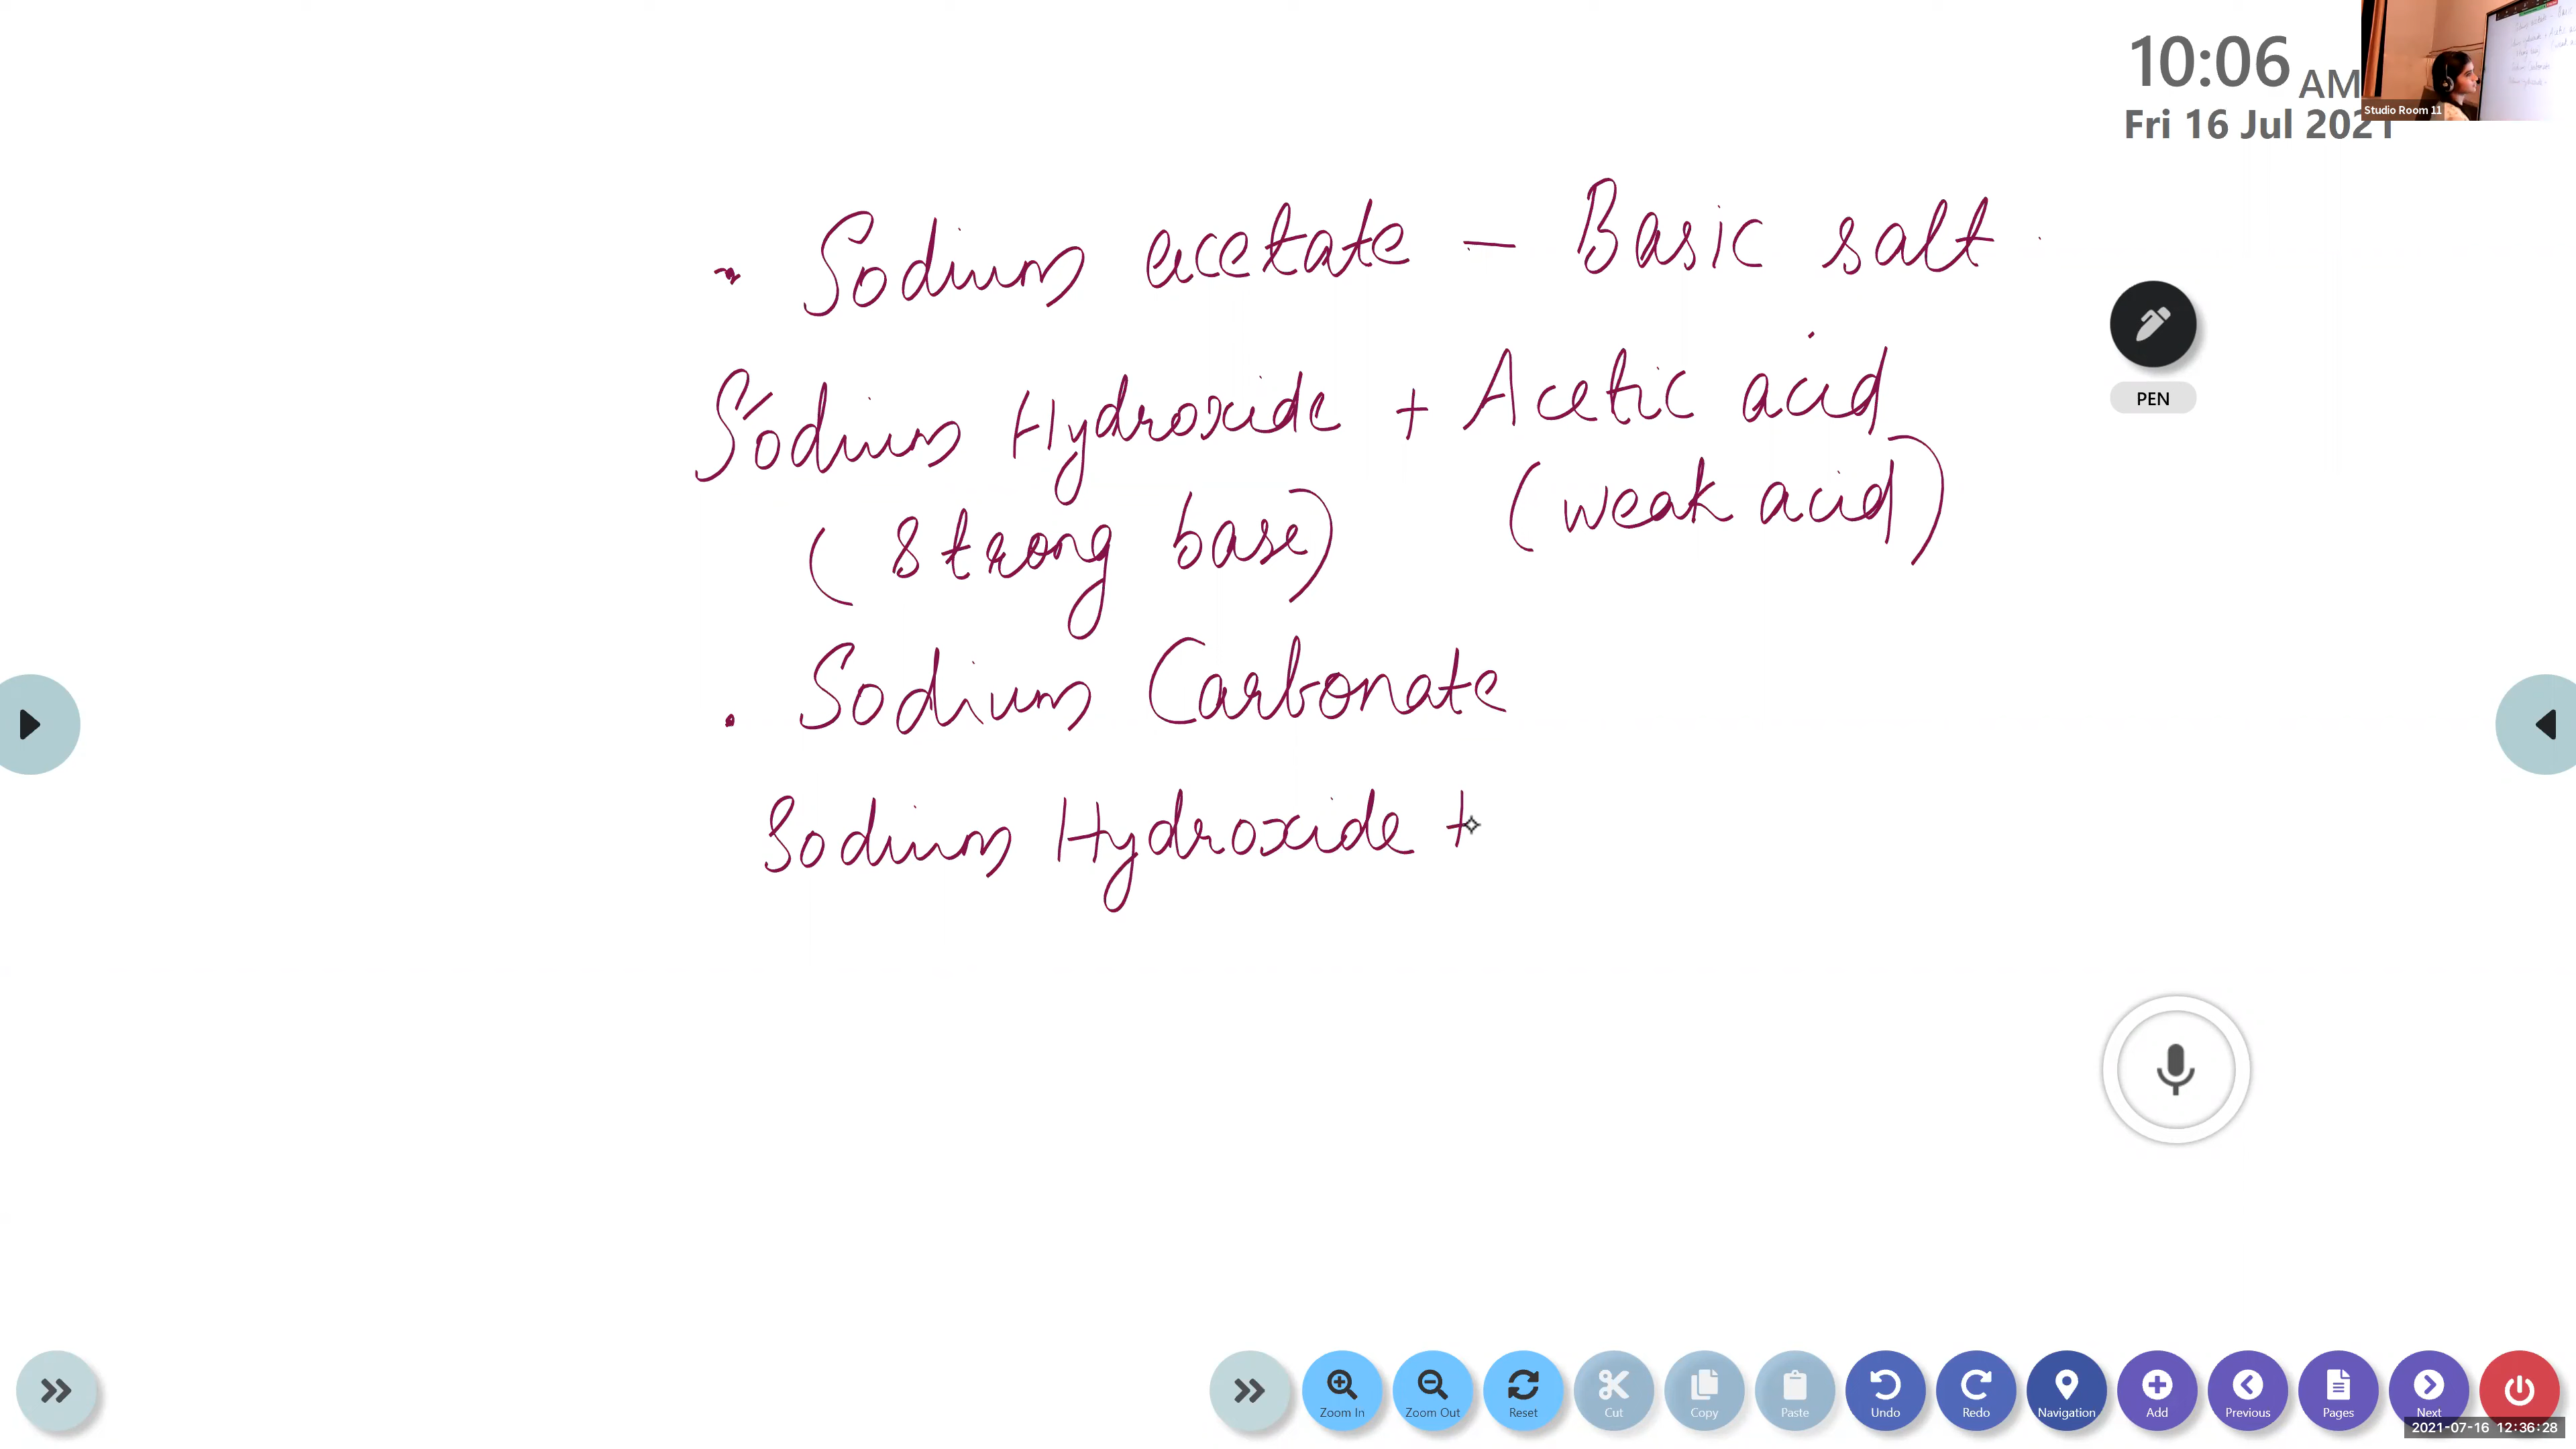 10:06 AM
Fri 16 Jul 2021
Studio Room 11
Sodium acetate - Basic salt
PEN
Sodium Hydroxide + Acetic acid
(strong base) (weak acid)
. Sodium Carbonate
Sodium Hydroxide +
Zoom In Zoom Out Reset Cut Copy Paste Undo Redo Navigation Add Previous Pages Next
2021-07-16 12:36:28